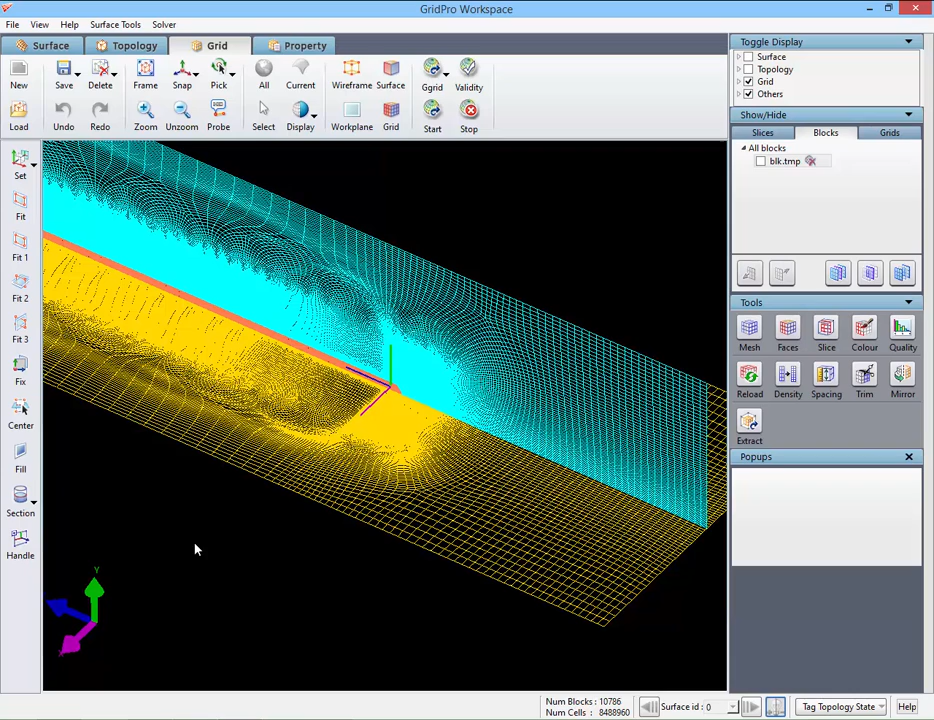 GridPro Workspace
File View Help Surface Tools Solver
Surface Topology Grid Property
New Save Delete Frame Snap Pick All Current Wireframe Surface Ggrid Validity
Load Undo Redo Zoom Unzoom Probe Select Display Workplane Grid Start Stop
Set
Fit
Fit 1
Fit 2
Fit 3
Fix
Center
Fill
Section
Handle
Y
Toggle Display
Surface
Topology
Grid
Others
Show/Hide
Slices Blocks Grids
All blocks
blk.tmp
Tools
Mesh Faces Slice Colour Quality
Reload Density Spacing Trim Mirror
Extract
Popups
Num Blocks: 10786
Num Cells : 8488960
Surface id : 0
Tag Topology State
Help